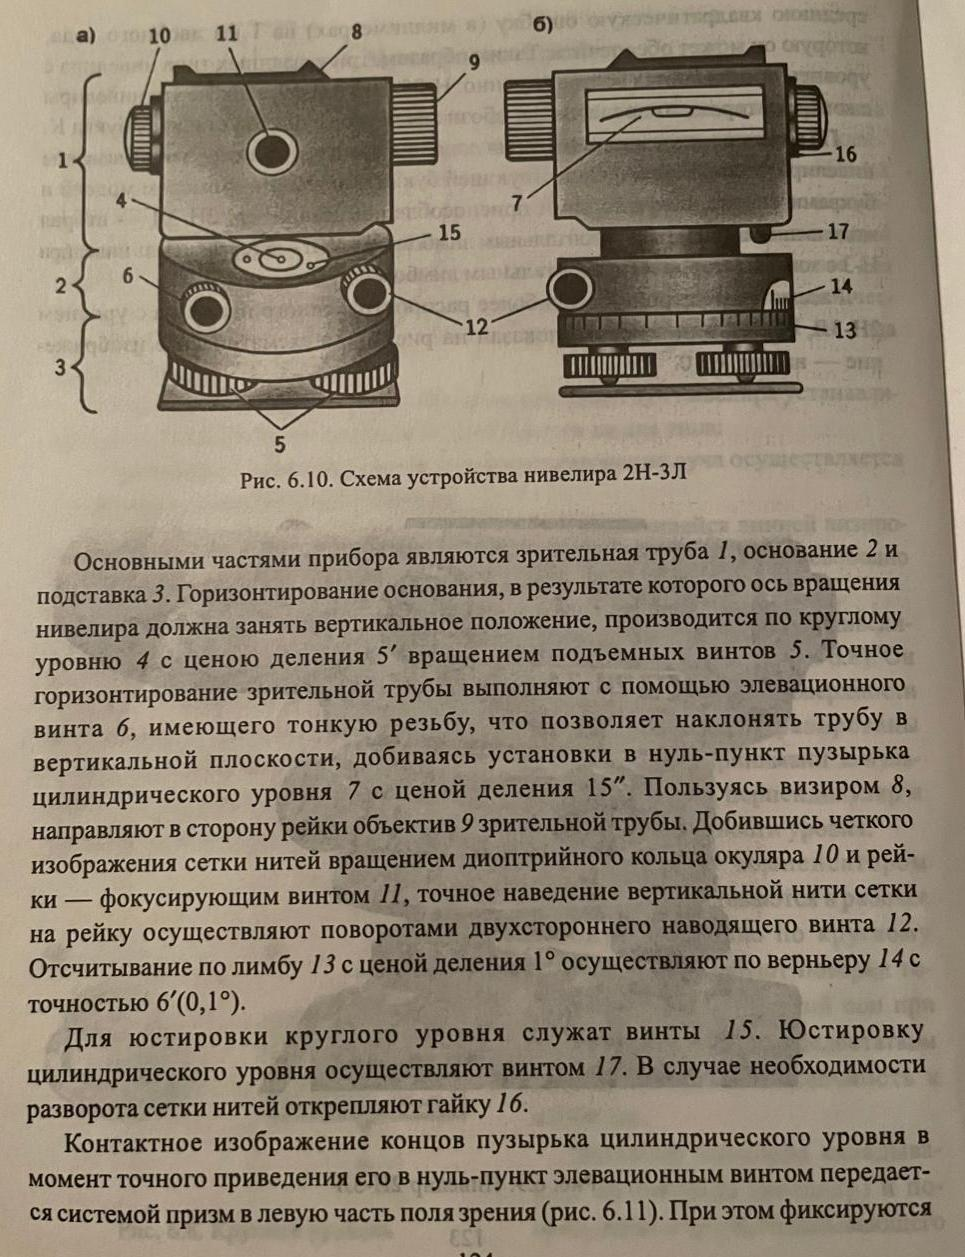 а)
10
11
8
б)
9
1
16
4
7
15
17
2
6
14
12
13
3
5
Рис. 6.10. Схема устройства нивелира 2Н-3Л
Основными частями прибора являются зрительная труба 1, основание 2 и
подставка 3. Горизонтирование основания, в результате которого ось вращения
нивелира должна занять вертикальное положение, производится по круглому
уровню 4 с ценою деления 5′ вращением подъемных винтов 5. Точное
горизонтирование зрительной трубы выполняют с помощью элевационного
винта 6, имеющего тонкую резьбу, что позволяет наклонять трубу в
вертикальной плоскости, добиваясь установки в нуль-пункт пузырька
цилиндрического уровня 7 с ценой деления 15″. Пользуясь визиром 8,
направляют в сторону рейки объектив 9 зрительной трубы. Добившись четкого
изображения сетки нитей вращением диоптрийного кольца окуляра 10 и рей-
ки — фокусирующим винтом 11, точное наведение вертикальной нити сетки
на рейку осуществляют поворотами двухстороннего наводящего винта 12.
Отсчитывание по лимбу 13 с ценой деления 1° осуществляют по верньеру 14 с
точностью 6′(0,1°).
Для юстировки круглого уровня служат винты 15. Юстировку
цилиндрического уровня осуществляют винтом 17. В случае необходимости
разворота сетки нитей открепляют гайку 16.
Контактное изображение концов пузырька цилиндрического уровня в
момент точного приведения его в нуль-пункт элевационным винтом передает-
ся системой призм в левую часть поля зрения (рис. 6.11). При этом фиксируются